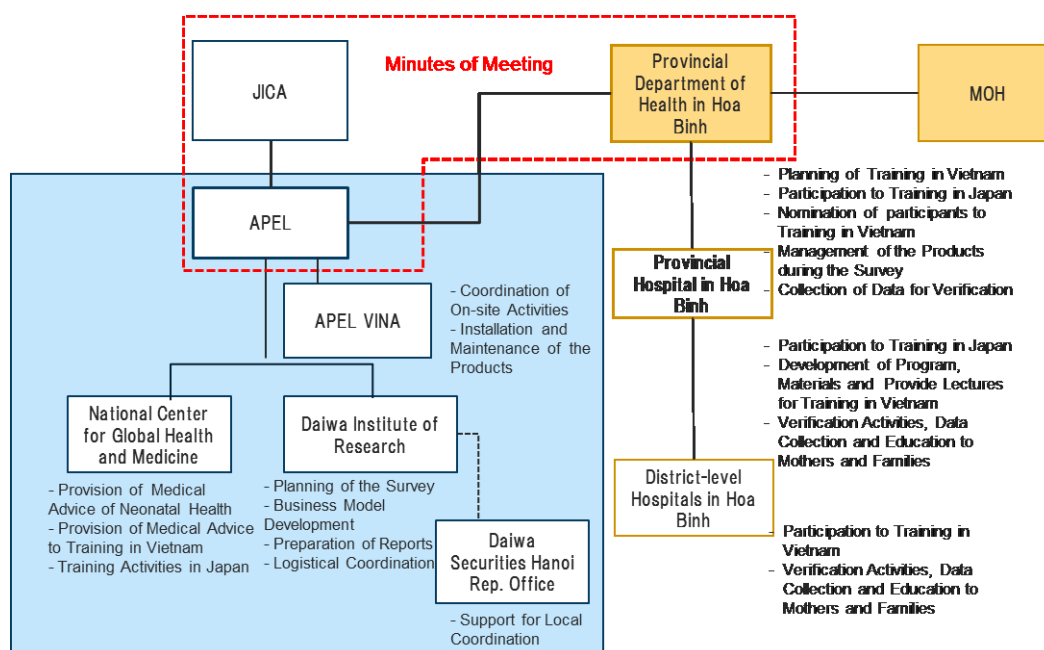 Minutes of Meeting
JICA
Provincial
Department of
Health in Hoa
Binh
MOH
- Planning of Training in Vietnam
- Participation to Training in Japan
- Nomination of participants to
Training in Vietnam
- Management of the Products
during the Survey
- Collection of Data for Verification
APEL
Provincial
Hospital in Hoa
Binh
APEL VINA
- Coordination of
On-site Activities
- Installation and
Maintenance of the
Products
- Participation to Training in Japan
- Development of Program,
Materials and Provide Lectures
for Training in Vietnam
- Verification Activities, Data
Collection and Education to
Mothers and Families
National Center
for Global Health
and Medicine
Daiwa Institute of
Research
District-level
Hospitals in Hoa
Binh
- Provision of Medical
Advice of Neonatal Health
- Provision of Medical Advice
to Training in Vietnam
- Training Activities in Japan
- Planning of the Survey
- Business Model
Development
- Preparation of Reports
- Logistical Coordination
Daiwa
Securities Hanoi
Rep. Office
- Support for Local
Coordination
- Participation to Training in
Vietnam
- Verification Activities, Data
Collection and Education to
Mothers and Families